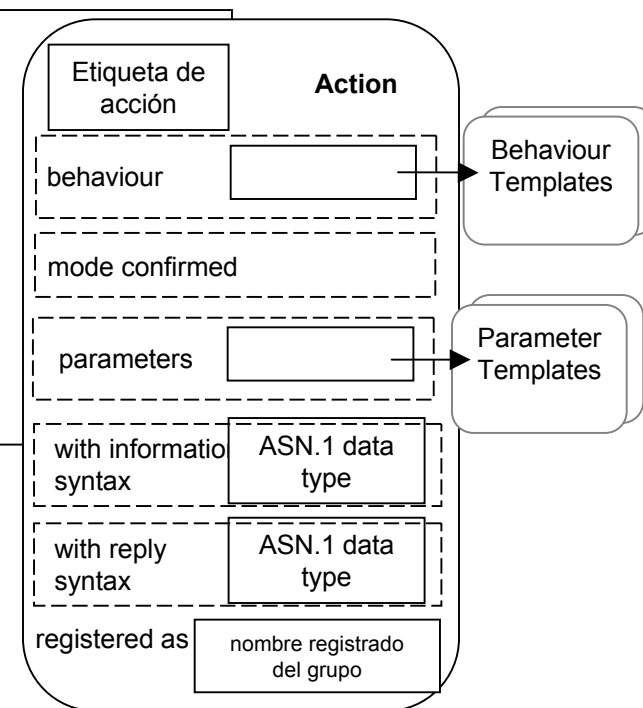 Etiqueta de
acción
Action
behaviour
Behaviour
Templates
mode confirmed
parameters
Parameter
Templates
with informatio
syntax
ASN.1 data
type
with reply
syntax
ASN.1 data
type
registered as
nombre registrado
del grupo